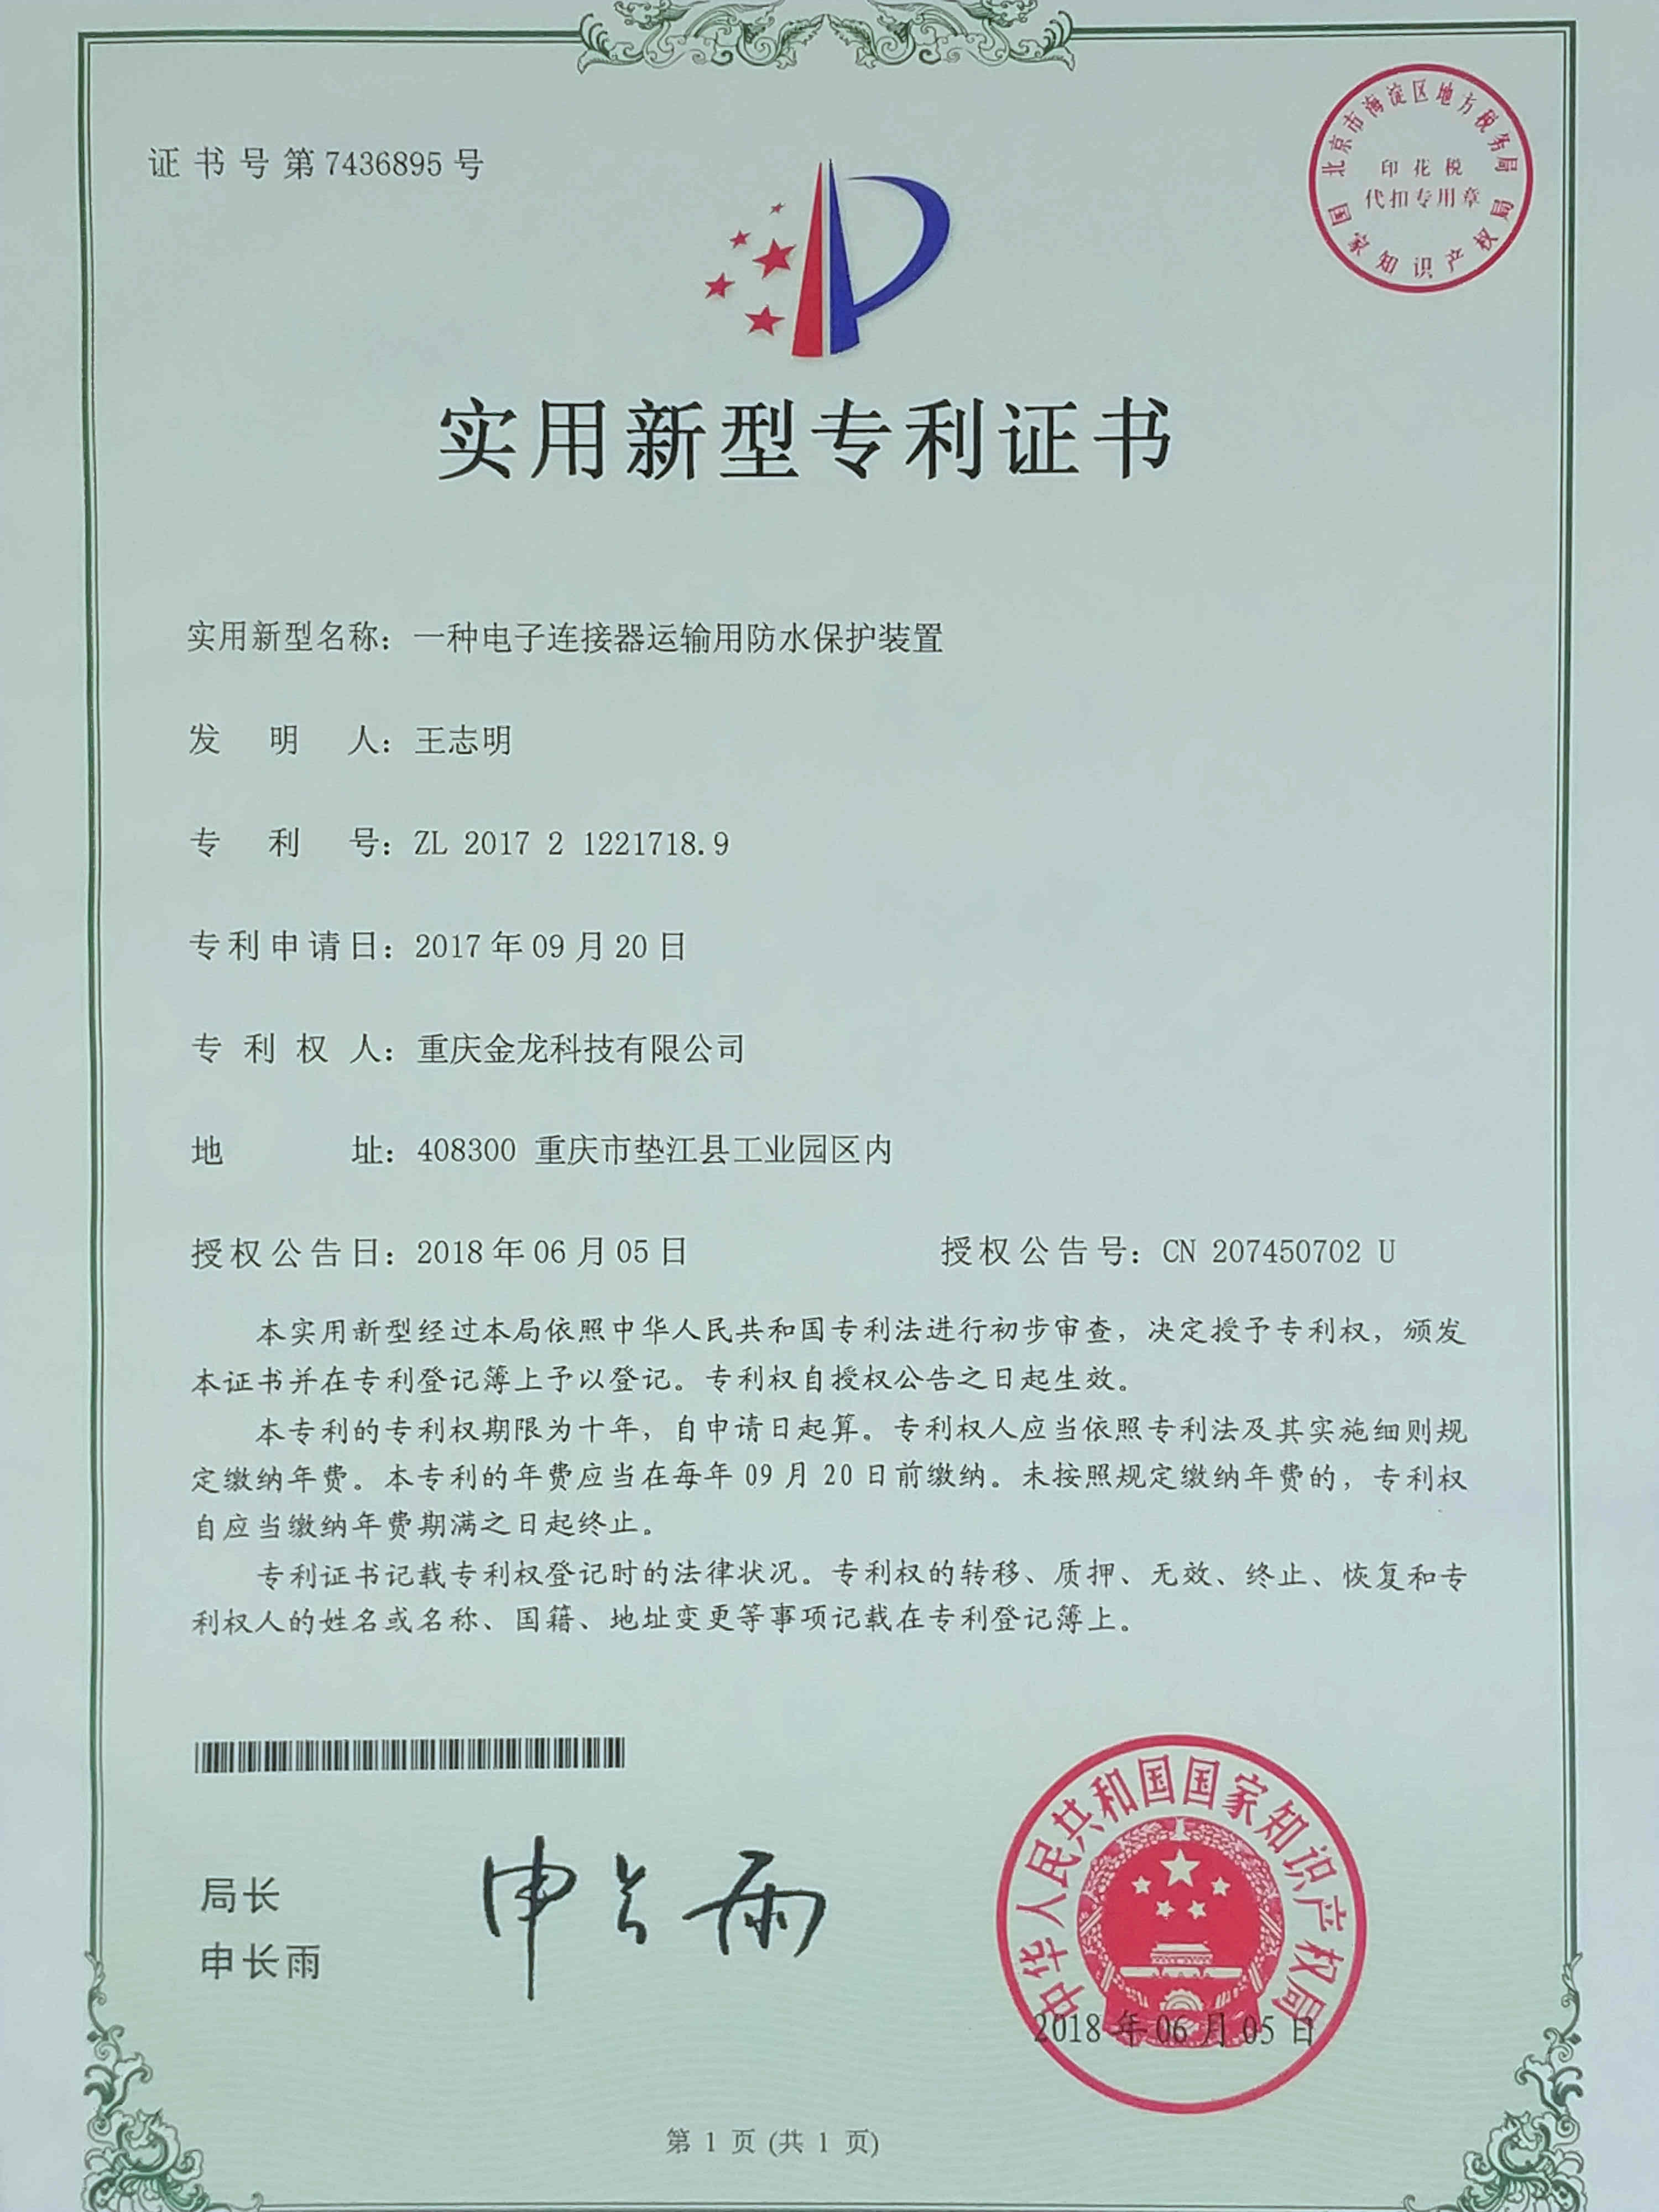 证书号第7436895号
北京市海淀区地方税务局
印花税
代扣专用章
国家知识产权局
实用新型专利证书
实用新型名称：一种电子连接器运输用防水保护装置
发明人：王志明
专利号：ZL 2017 2 1221718.9
专利申请日：2017年09月20日
专利权人：重庆金龙科技有限公司
地址：408300 重庆市垫江县工业园区内
授权公告日：2018年06月05日 授权公告号：CN 207450702 U
本实用新型经过本局依照中华人民共和国专利法进行初步审查，决定授予专利权，颁发
本证书并在专利登记簿上予以登记。专利权自授权公告之日起生效。
本专利的专利权期限为十年，自申请日起算。专利权人应当依照专利法及其实施细则规
定缴纳年费。本专利的年费应当在每年09月20日前缴纳。未按照规定缴纳年费的，专利权
自应当缴纳年费期满之日起终止。
专利证书记载专利权登记时的法律状况。专利权的转移、质押、无效、终止、恢复和专
利权人的姓名或名称、国籍、地址变更等事项记载在专利登记簿上。
局长
申长雨
申长雨
中华人民共和国国家知识产权局
2018年06月05日
第1页(共1页)